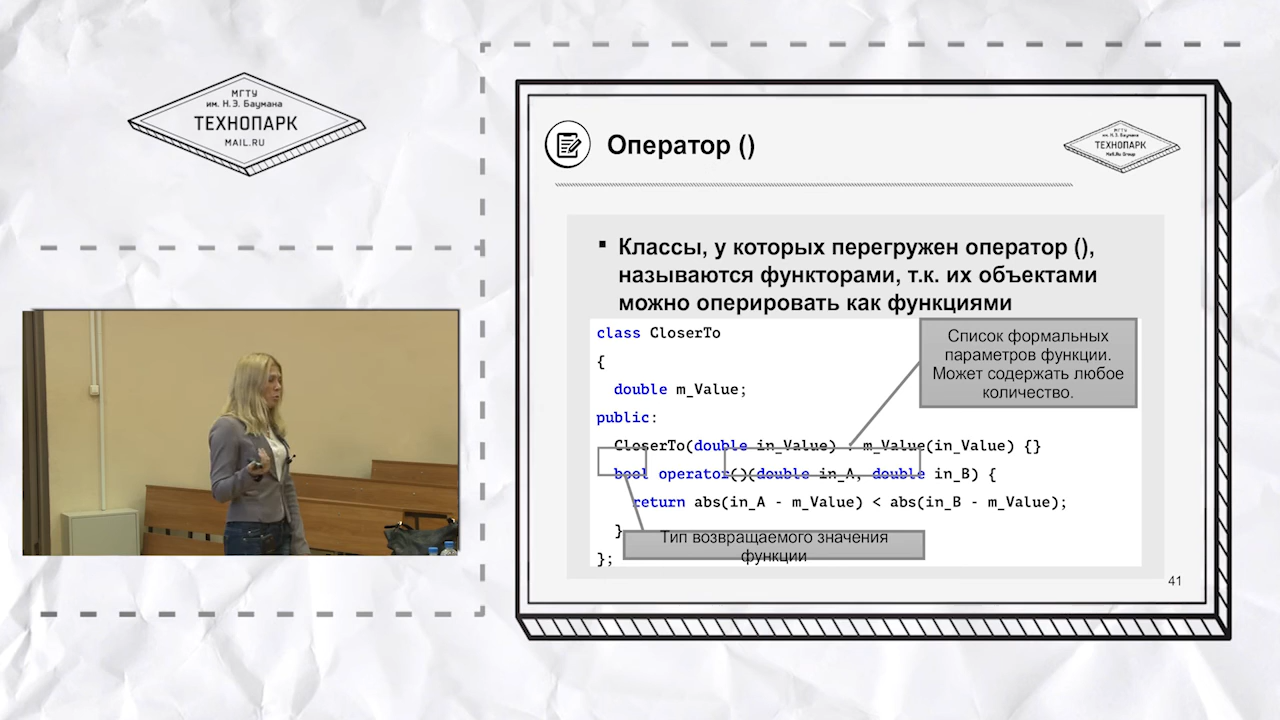 МГТУ
им. Н.Э. Баумана
ТЕХНОПАРК
MAIL.RU
Оператор ()
МГТУ
им. Н.Э. Баумана
ТЕХНОПАРК
Mail.Ru Group
▪ Классы, у которых перегружен оператор (),
называются функторами, т.к. их объектами
можно оперировать как функциями
class CloserTo
{
double m_Value;
public:
CloserTo(double in_Value) : m_Value(in_Value) {}
bool operator()(double in_A, double in_B) {
return abs(in_A - m_Value) < abs(in_B - m_Value);
}
};
Список формальных
параметров функции.
Может содержать любое
количество.
Тип возвращаемого значения
функции
41